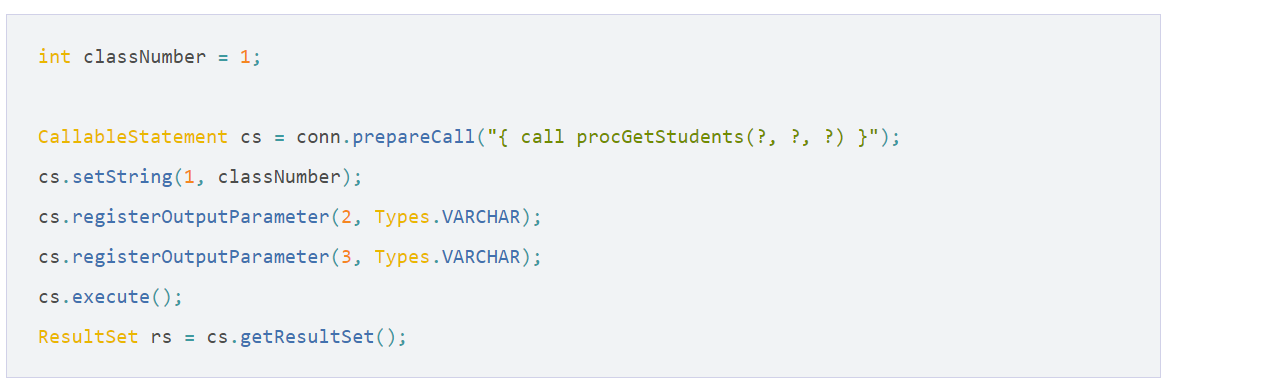 int classNumber = 1;
CallableStatement cs = conn.prepareCall("{ call procGetStudents(?, ?, ?) }");
cs.setString(1, classNumber);
cs.registerOutputParameter(2, Types.VARCHAR);
cs.registerOutputParameter(3, Types.VARCHAR);
cs.execute();
ResultSet rs = cs.getResultSet();